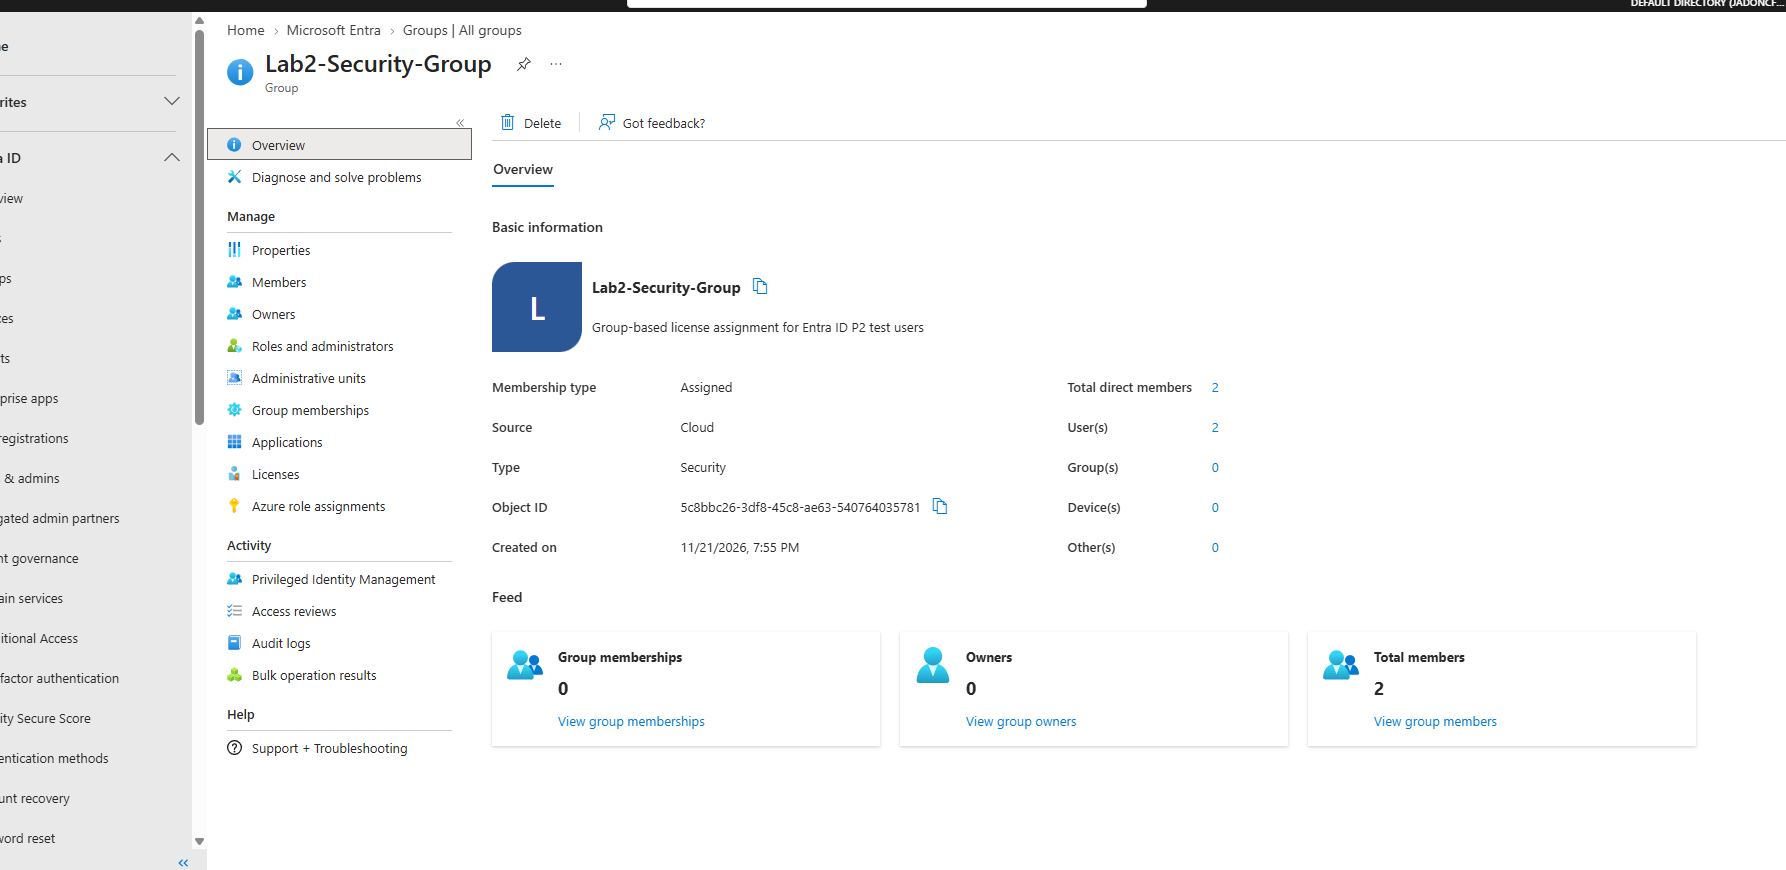 DEFAULT DIRECTORY (JADONCF...
Home > Microsoft Entra > Groups | All groups
Lab2-Security-Group
...
Group
rites
a ID
view
ps
prise apps
registrations
& admins
gated admin partners
nt governance
ain services
itional Access
factor authentication
ity Secure Score
entication methods
unt recovery
word reset
«
«
Overview
Diagnose and solve problems
Manage
Properties
Members
Owners
Roles and administrators
Administrative units
Group memberships
Applications
Licenses
Azure role assignments
Activity
Privileged Identity Management
Access reviews
Audit logs
Bulk operation results
Help
Support + Troubleshooting
Delete
Got feedback?
Overview
Basic information
L
Lab2-Security-Group
Group-based license assignment for Entra ID P2 test users
Membership type Assigned
Source Cloud
Type Security
Object ID 5c8bbc26-3df8-45c8-ae63-540764035781
Created on 11/21/2026, 7:55 PM
Total direct members 2
User(s) 2
Group(s) 0
Device(s) 0
Other(s) 0
Feed
Group memberships
0
View group memberships
Owners
0
View group owners
Total members
2
View group members